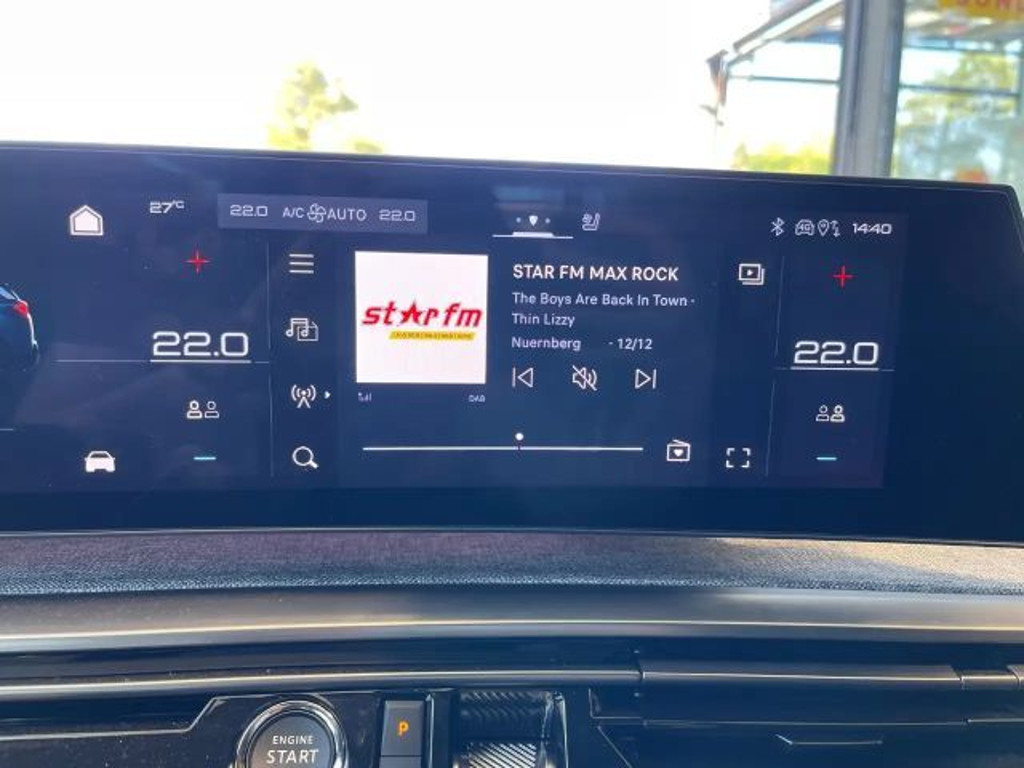 27°C
22.0 A/C AUTO 22.0
4G
14:40
22.0
star fm
STAR FM MAX ROCK
The Boys Are Back In Town ·
Thin Lizzy
Nuernberg · 12/12
DAB
22.0
ENGINE
START
P